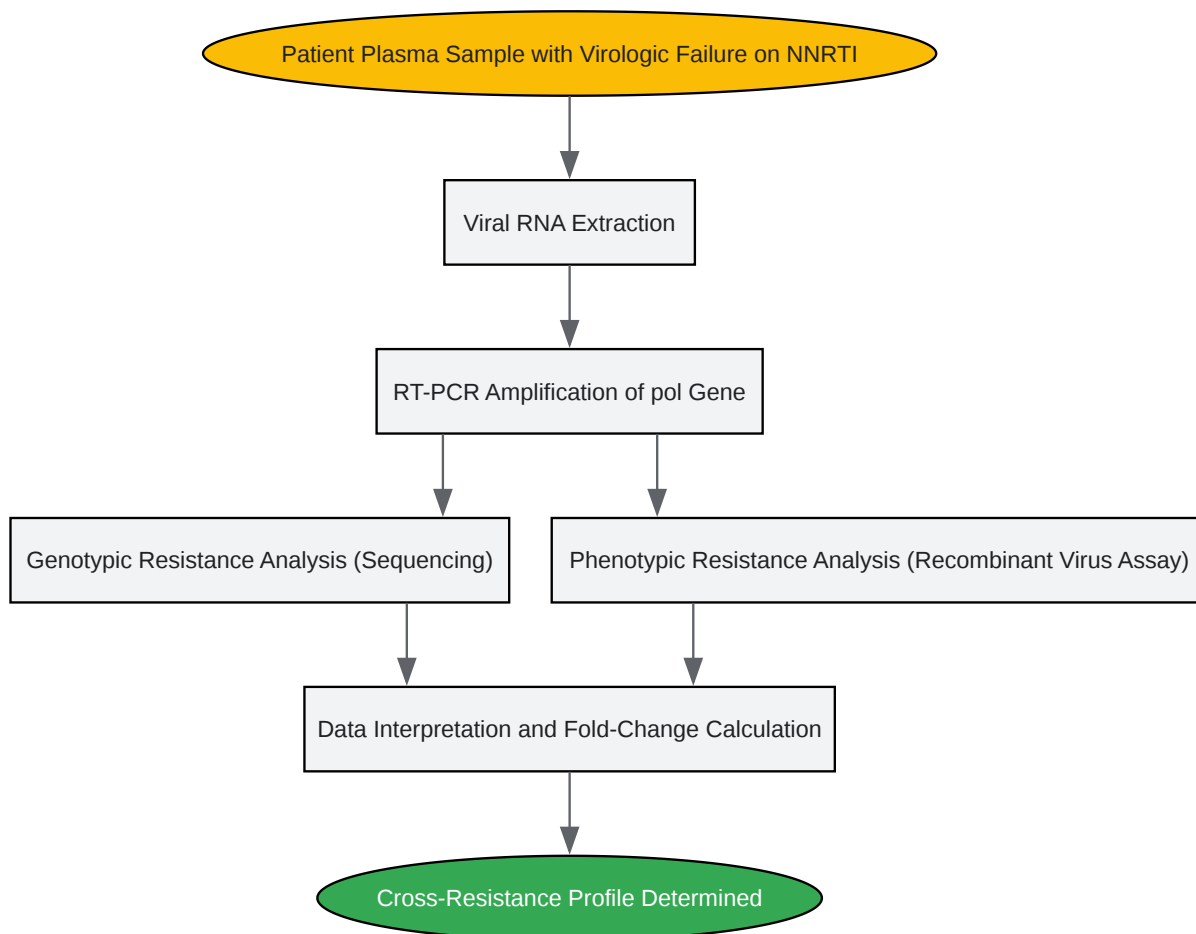 Patient Plasma Sample with Virologic Failure on NNRTI
Viral RNA Extraction
RT-PCR Amplification of pol Gene
Genotypic Resistance Analysis (Sequencing)
Phenotypic Resistance Analysis (Recombinant Virus Assay)
Data Interpretation and Fold-Change Calculation
Cross-Resistance Profile Determined